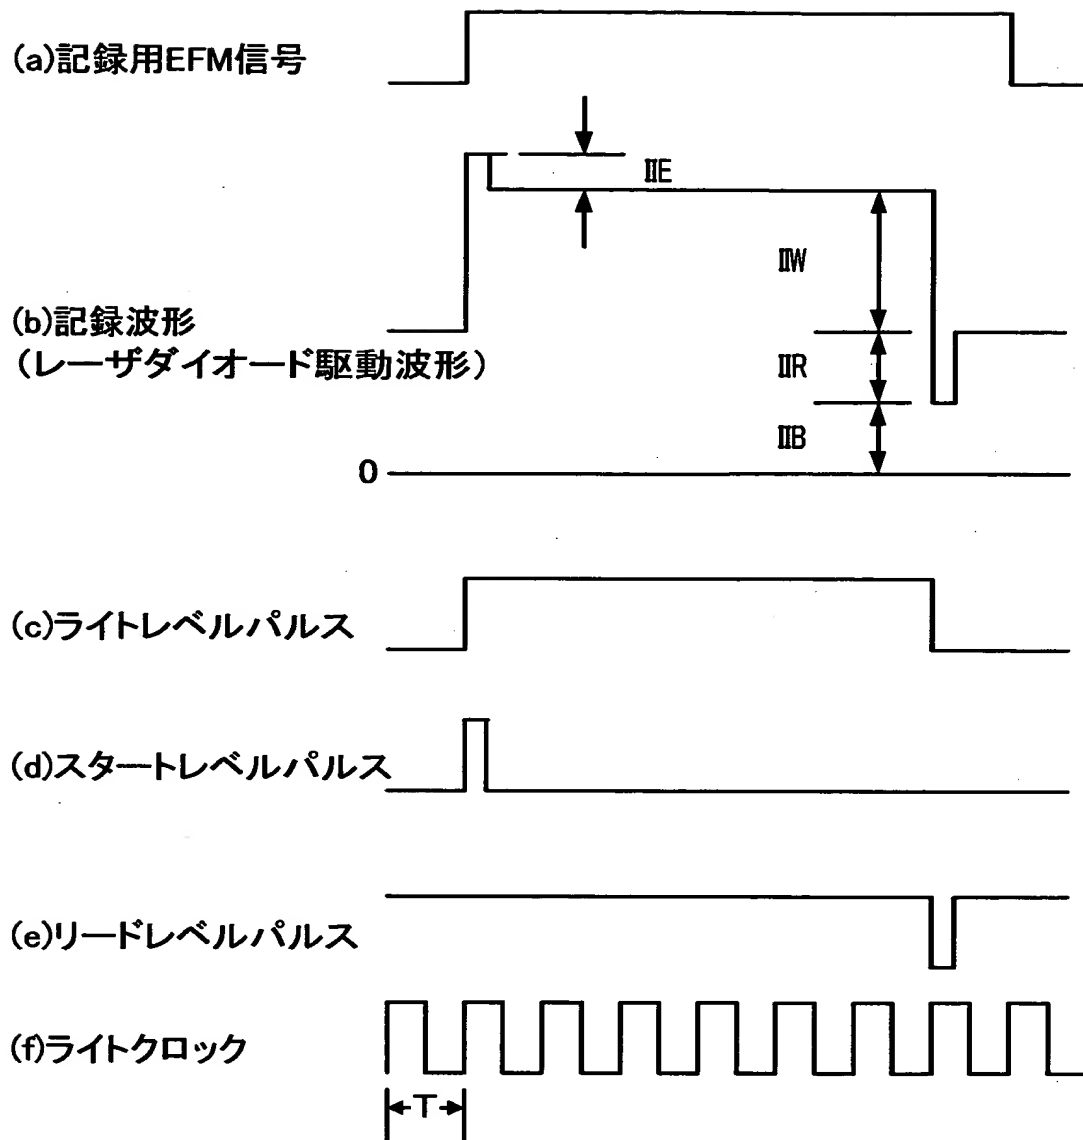 (a)記録用EFM信号
ⅡE
ⅡW
(b)記録波形
(レーザダイオード駆動波形)
ⅡR
ⅡB
0
(c)ライトレベルパルス
(d)スタートレベルパルス
(e)リードレベルパルス
(f)ライトクロック
T